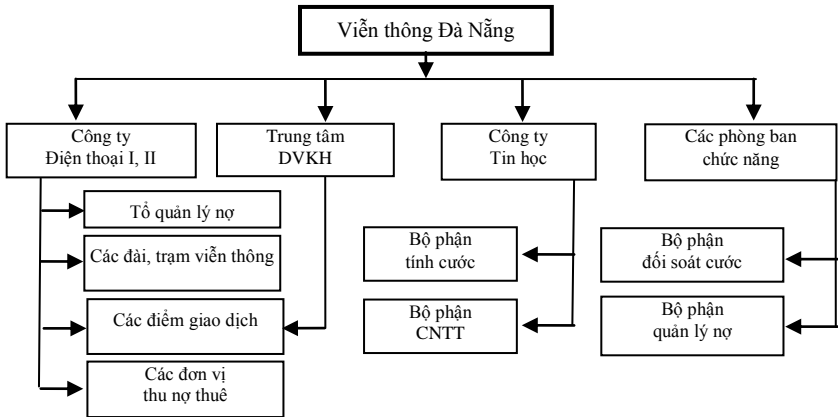 Viễn thông Đà Nẵng
Công ty
Điện thoại I, II
Trung tâm
DVKH
Công ty
Tin học
Các phòng ban
chức năng
Tổ quản lý nợ
Các đài, trạm viễn thông
Các điểm giao dịch
Các đơn vị
thu nợ thuê
Bộ phận
tính cước
Bộ phận
CNTT
Bộ phận
đối soát cước
Bộ phận
quản lý nợ